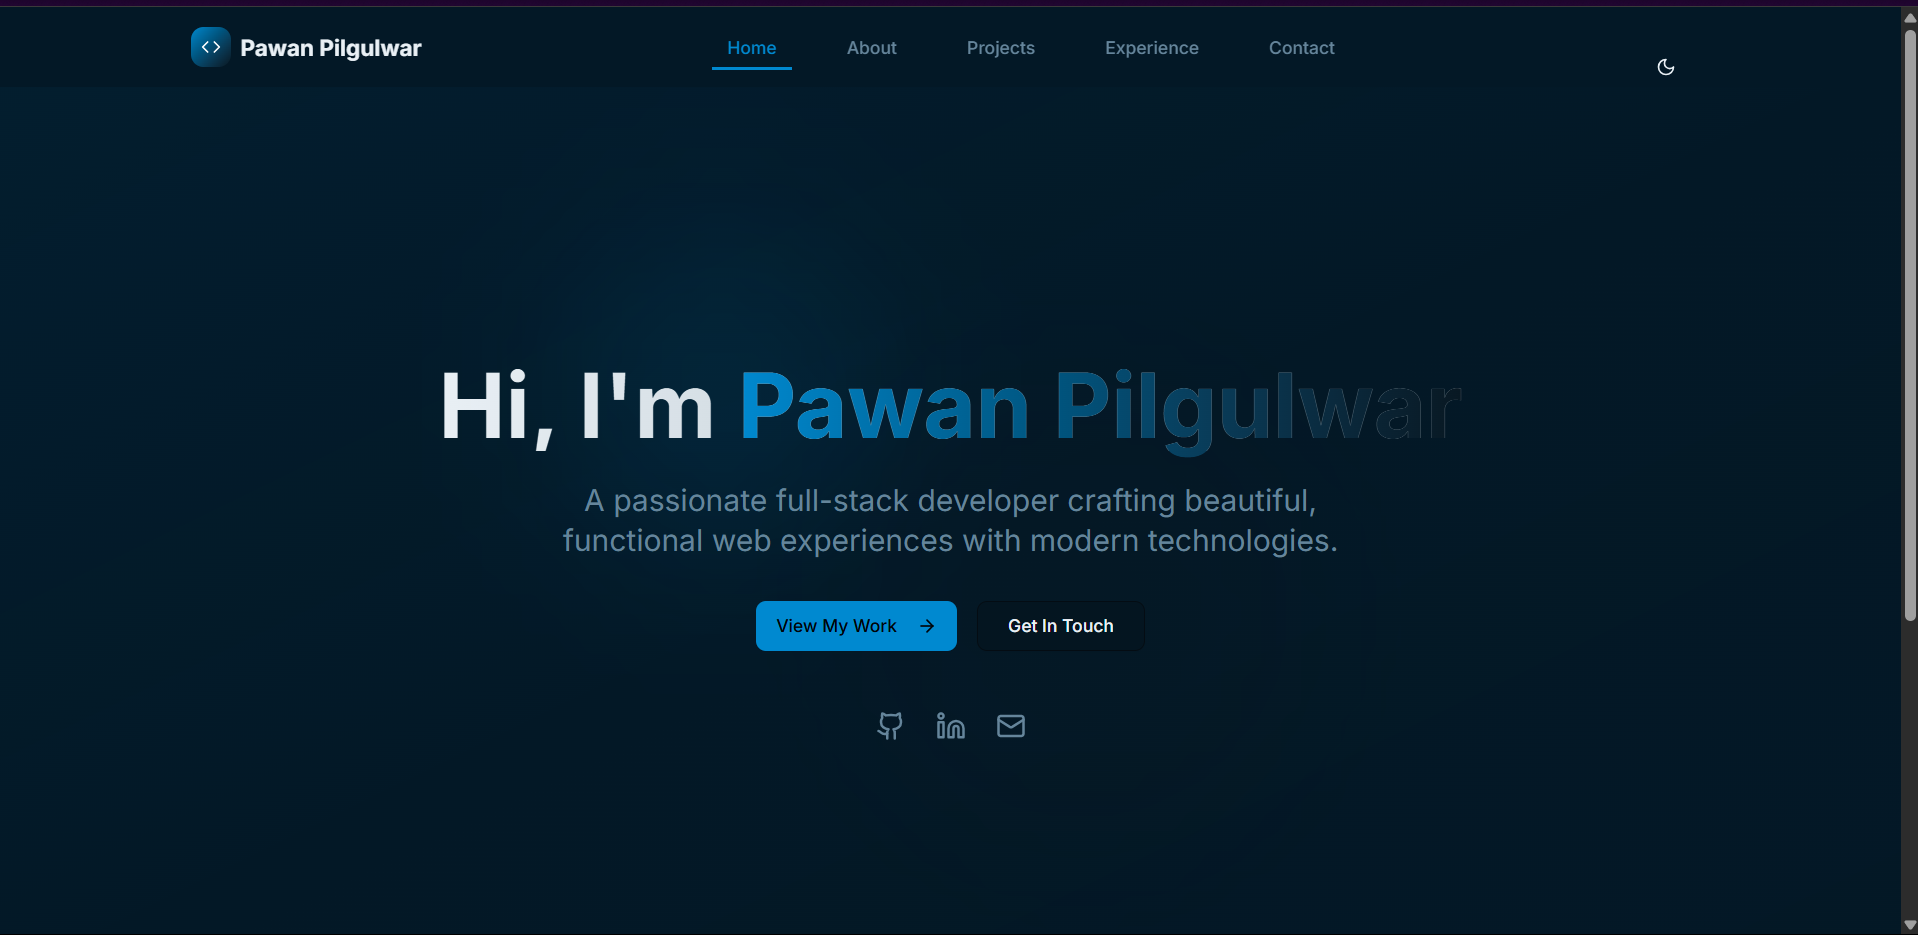 Pawan Pilgulwar
Home
About
Projects
Experience
Contact
Hi, I'm Pawan Pilgulwar
A passionate full-stack developer crafting beautiful,
functional web experiences with modern technologies.
View My Work
Get In Touch